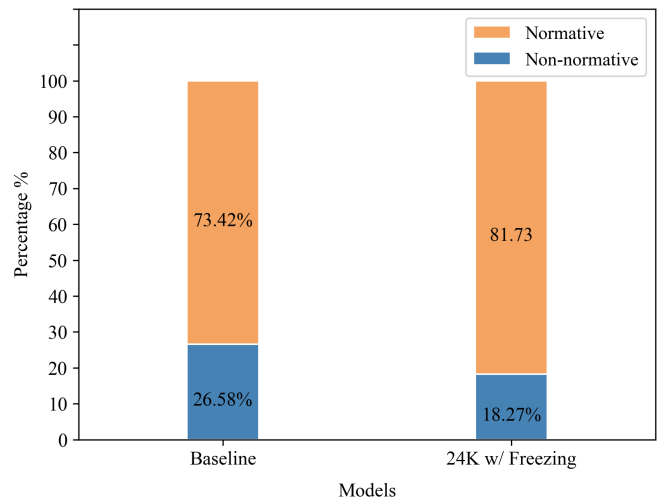 Normative
Non-normative
100
90
80
70
60
50
40
30
20
10
0
Percentage %
73.42%
26.58%
81.73
18.27%
Baseline
24K w/ Freezing
Models